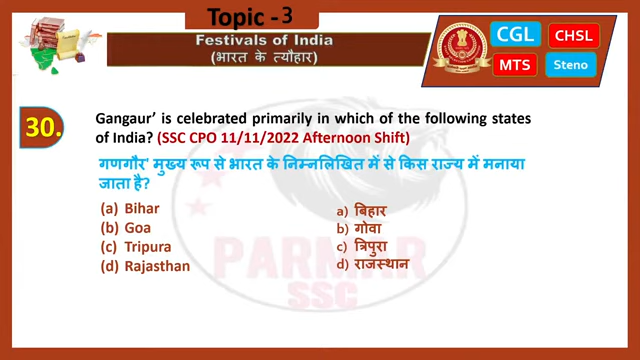 Topic -3
Festivals of India
(भारत के त्यौहार)
CGL
CHSL
MTS
Steno
30.
Gangaur' is celebrated primarily in which of the following states
of India? (SSC CPO 11/11/2022 Afternoon Shift)
गणगौर' मुख्य रूप से भारत के निम्नलिखित में से किस राज्य में मनाया
जाता है?
(a) Bihar
(b) Goa
(c) Tripura
(d) Rajasthan
a) बिहार
b) गोवा
c) त्रिपुरा
d) राजस्थान
PARMAR
SSC